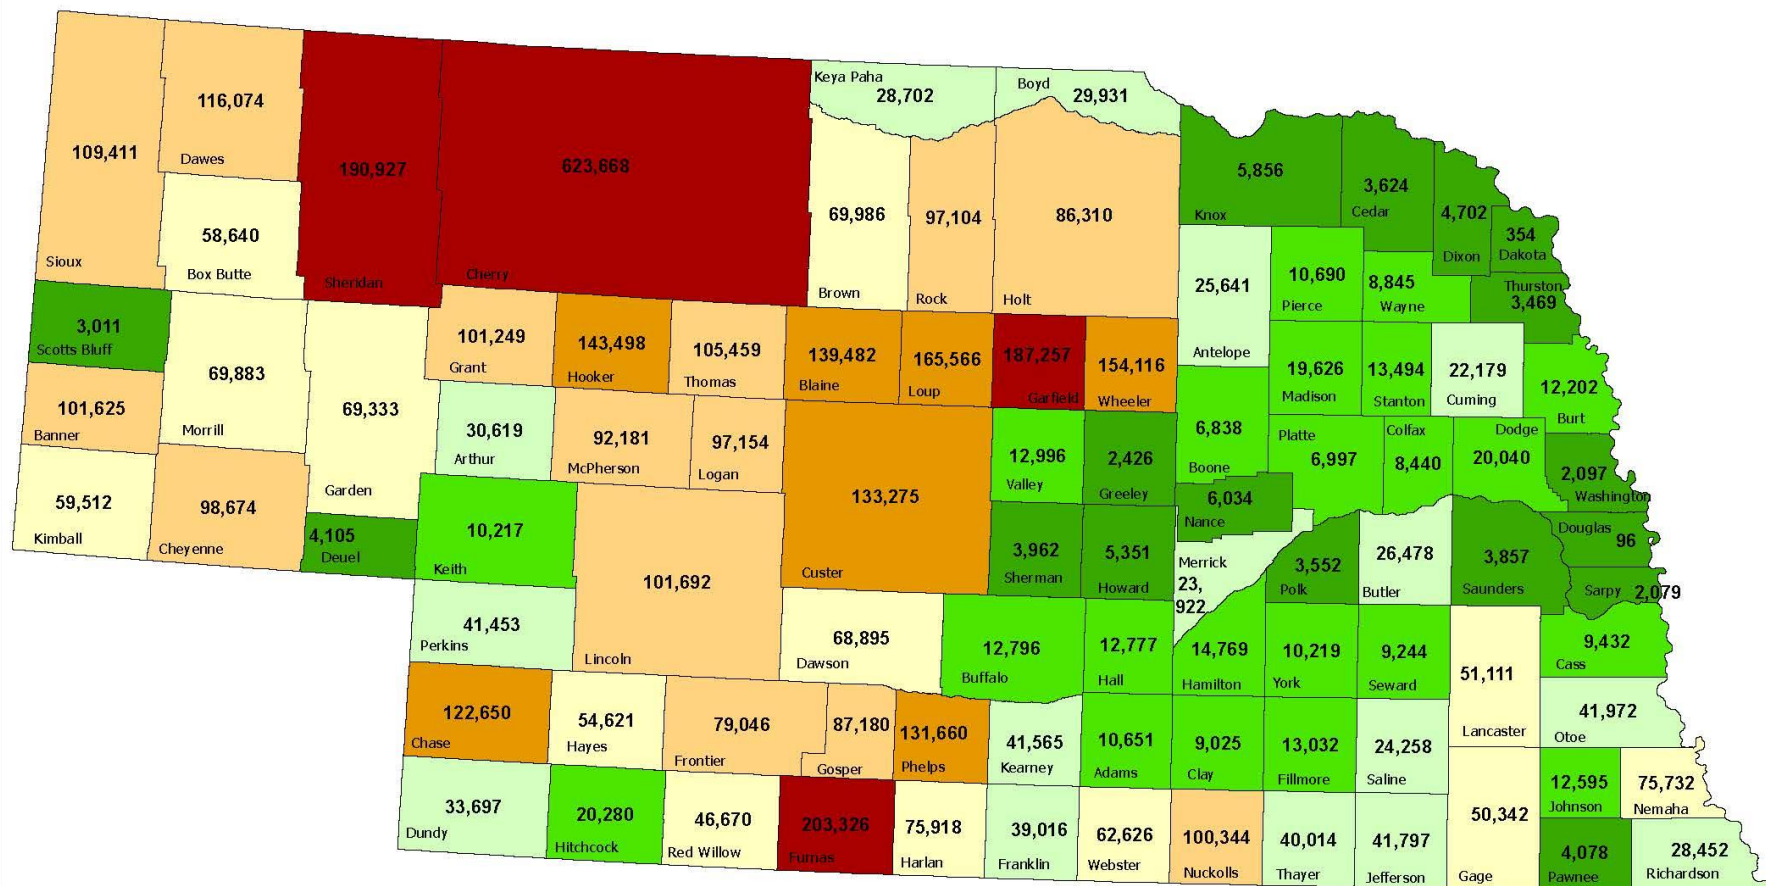 109,411
Sioux
116,074
Dawes
58,640
Box Butte
190,927
Sheridan
623,668
Cherry
Keya Paha
28,702
Boyd
29,931
69,986
Brown
97,104
Rock
86,310
Holt
5,856
Knox
3,624
Cedar
4,702
Dixon
354
Dakota
Thurston
3,469
25,641
Antelope
10,690
Pierce
8,845
Wayne
3,011
Scotts Bluff
101,625
Banner
59,512
Kimball
69,883
Morrill
98,674
Cheyenne
69,333
Garden
4,105
Deuel
101,249
Grant
143,498
Hooker
105,459
Thomas
139,482
Blaine
165,566
Loup
187,257
Garfield
154,116
Wheeler
30,619
Arthur
92,181
McPherson
97,154
Logan
133,275
Custer
12,996
Valley
2,426
Greeley
6,838
Boone
19,626
Madison
13,494
Stanton
22,179
Cuming
12,202
Burt
Platte
6,997
Colfax
8,440
Dodge
20,040
2,097
Washington
6,034
Nance
10,217
Keith
101,692
Lincoln
3,962
Sherman
5,351
Howard
Merrick
23,
922
3,552
Polk
26,478
Butler
3,857
Saunders
Douglas
96
Sarpy
2,079
41,453
Perkins
68,895
Dawson
12,796
Buffalo
12,777
Hall
14,769
Hamilton
10,219
York
9,244
Seward
51,111
Lancaster
9,432
Cass
41,972
Otoe
122,650
Chase
54,621
Hayes
79,046
Frontier
87,180
Gosper
131,660
Phelps
41,565
Kearney
10,651
Adams
9,025
Clay
13,032
Fillmore
24,258
Saline
33,697
Dundy
20,280
Hitchcock
46,670
Red Willow
203,326
Furnas
75,918
Harlan
39,016
Franklin
62,626
Webster
100,344
Nuckolls
40,014
Thayer
41,797
Jefferson
50,342
Gage
12,595
Johnson
75,732
Nemaha
4,078
Pawnee
28,452
Richardson